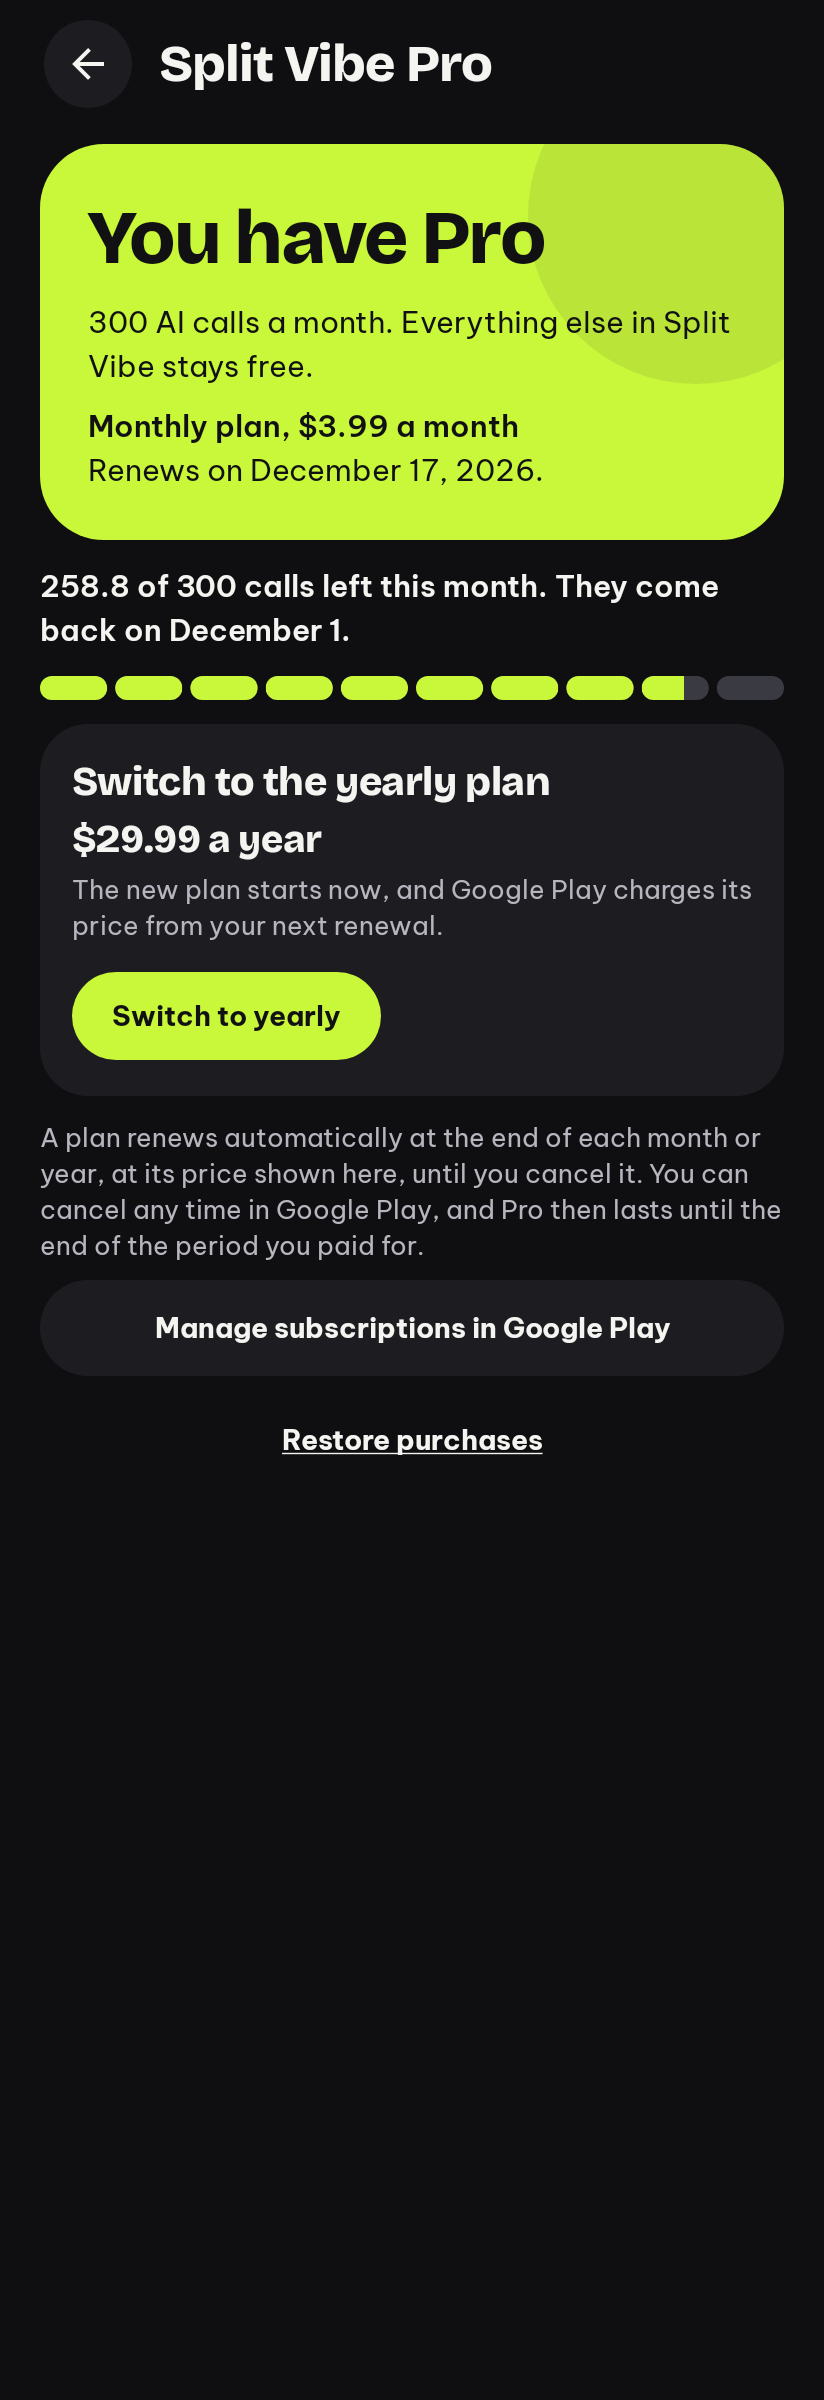 Split Vibe Pro
You have Pro
300 AI calls a month. Everything else in Split
Vibe stays free.
Monthly plan, $3.99 a month
Renews on December 17, 2026.
258.8 of 300 calls left this month. They come
back on December 1.
Switch to the yearly plan
$29.99 a year
The new plan starts now, and Google Play charges its
price from your next renewal.
Switch to yearly
A plan renews automatically at the end of each month or
year, at its price shown here, until you cancel it. You can
cancel any time in Google Play, and Pro then lasts until the
end of the period you paid for.
Manage subscriptions in Google Play
Restore purchases